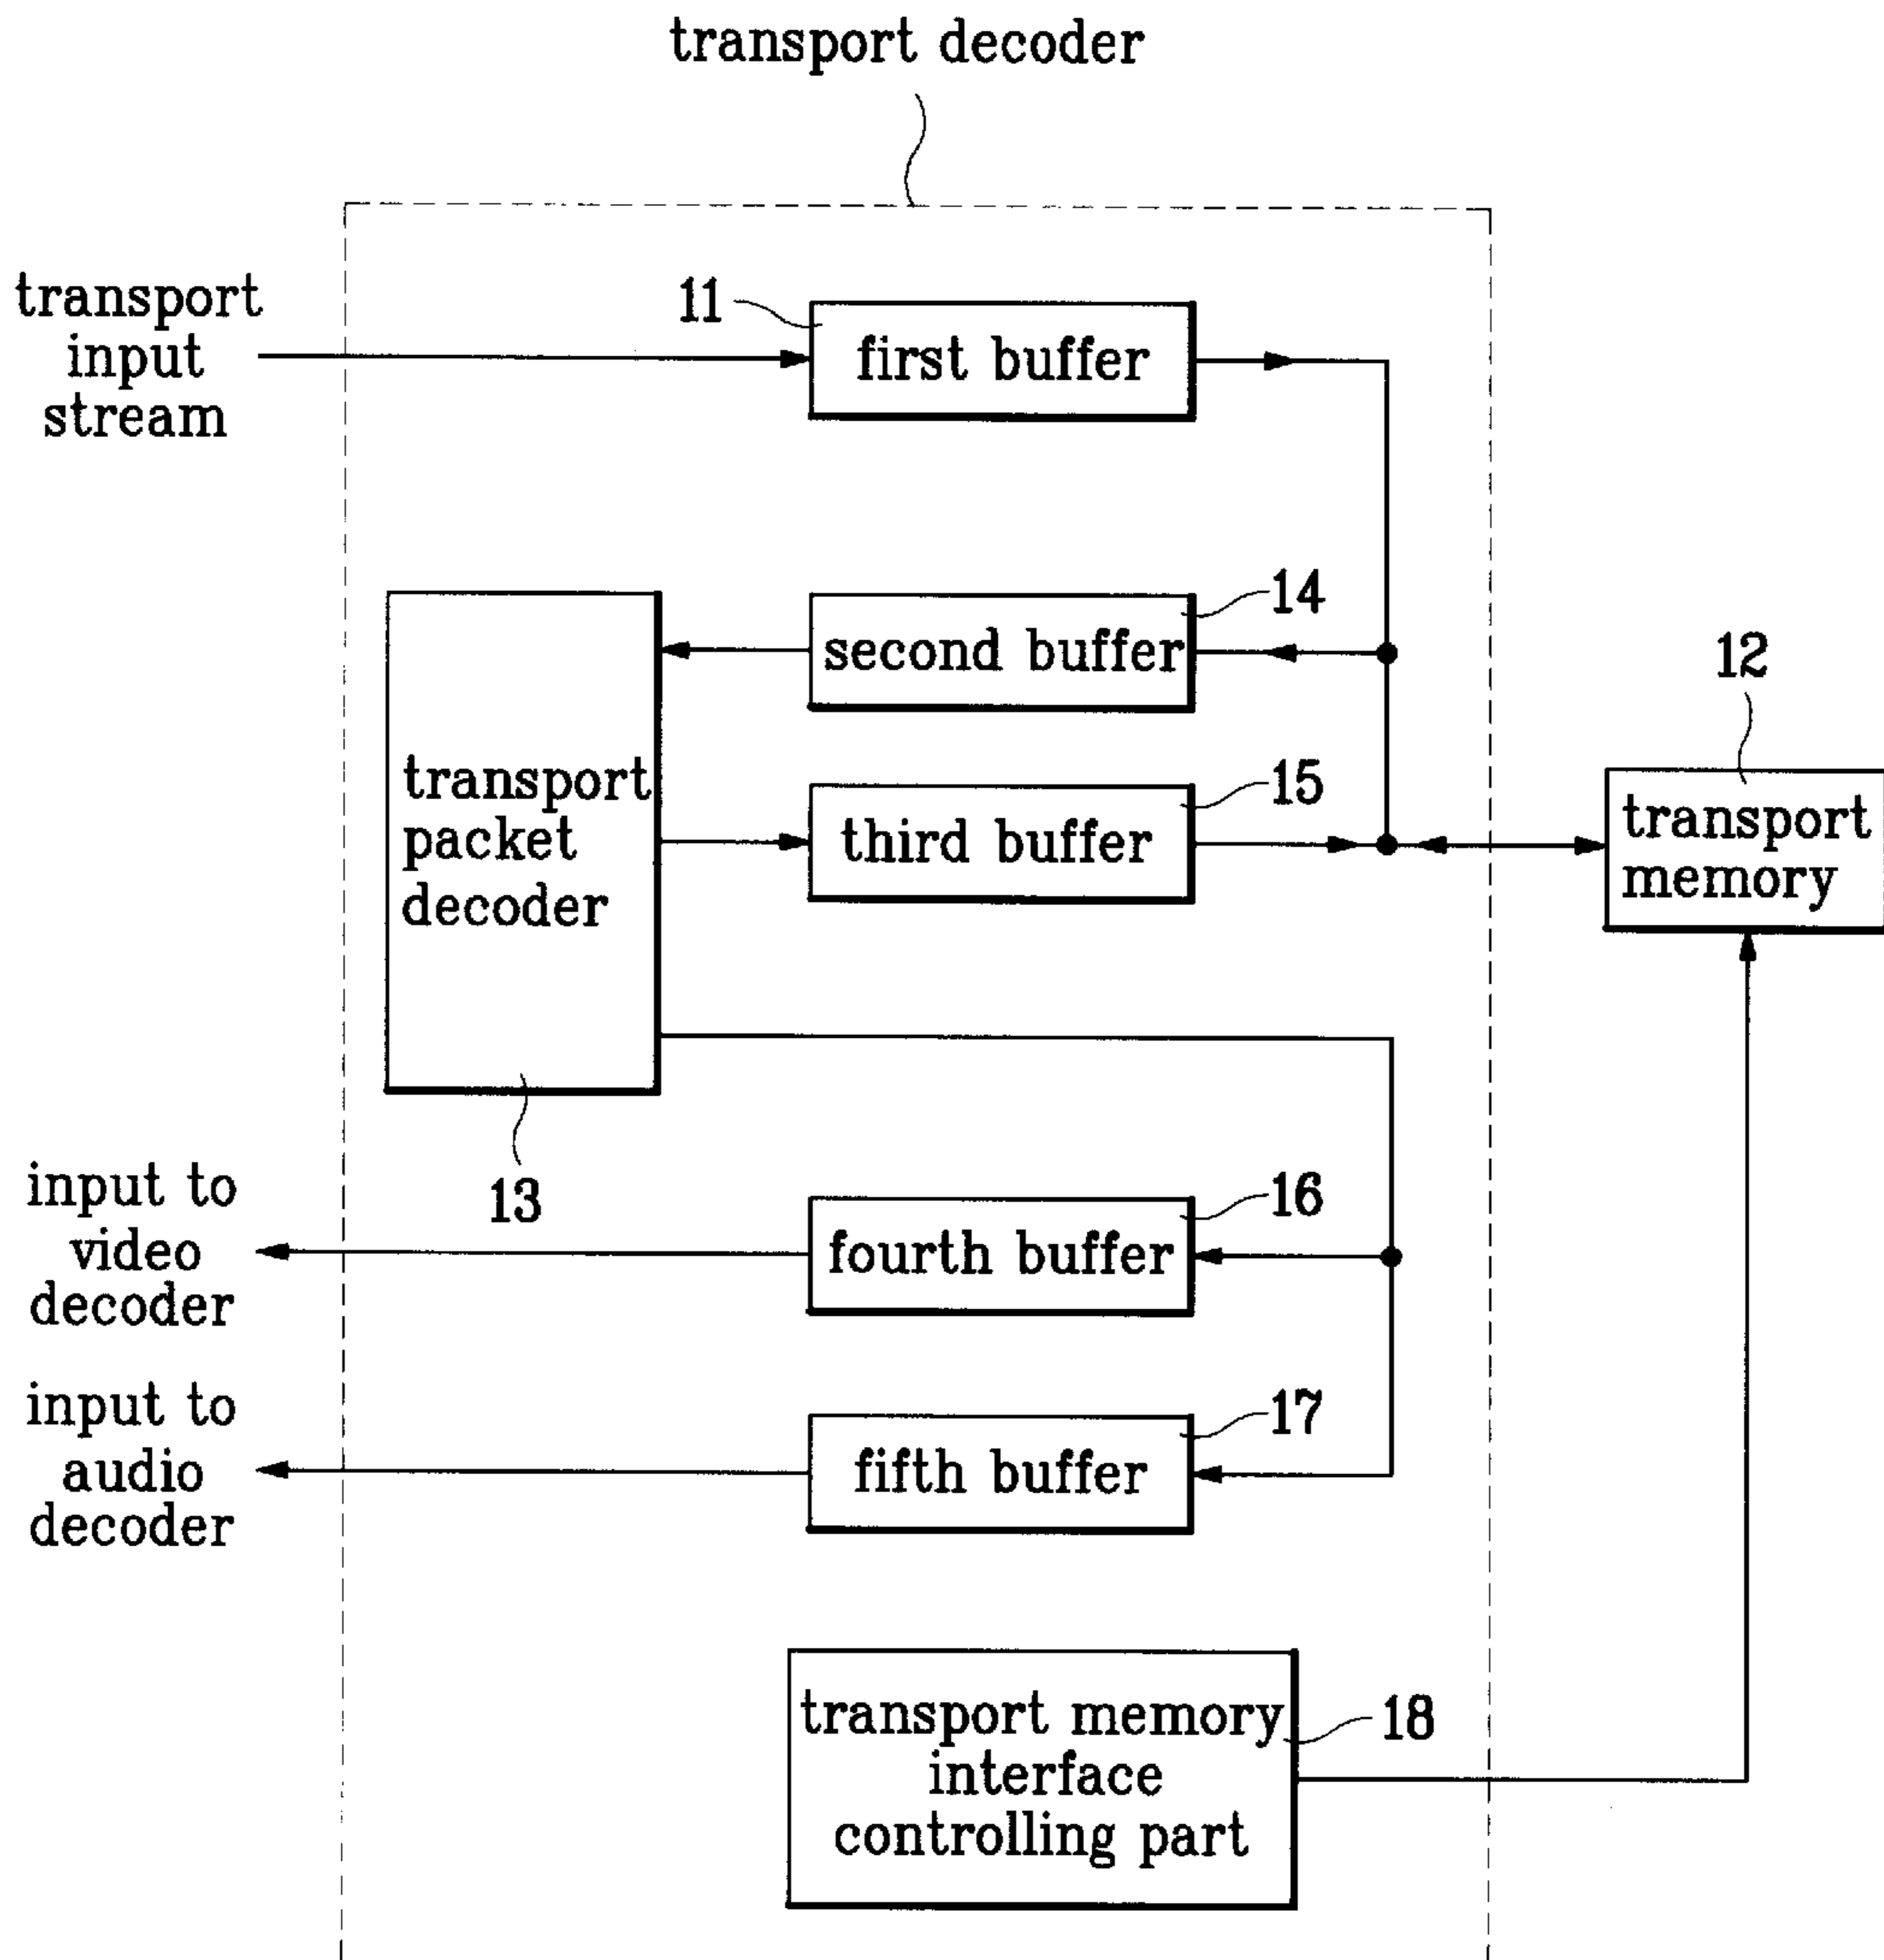 transport decoder
transport
input
stream
11
first buffer
14
second buffer
12
transport
packet
decoder
15
third buffer
transport
memory
13
input to
video
decoder
16
fourth buffer
input to
audio
decoder
17
fifth buffer
transport memory
interface
controlling part
18